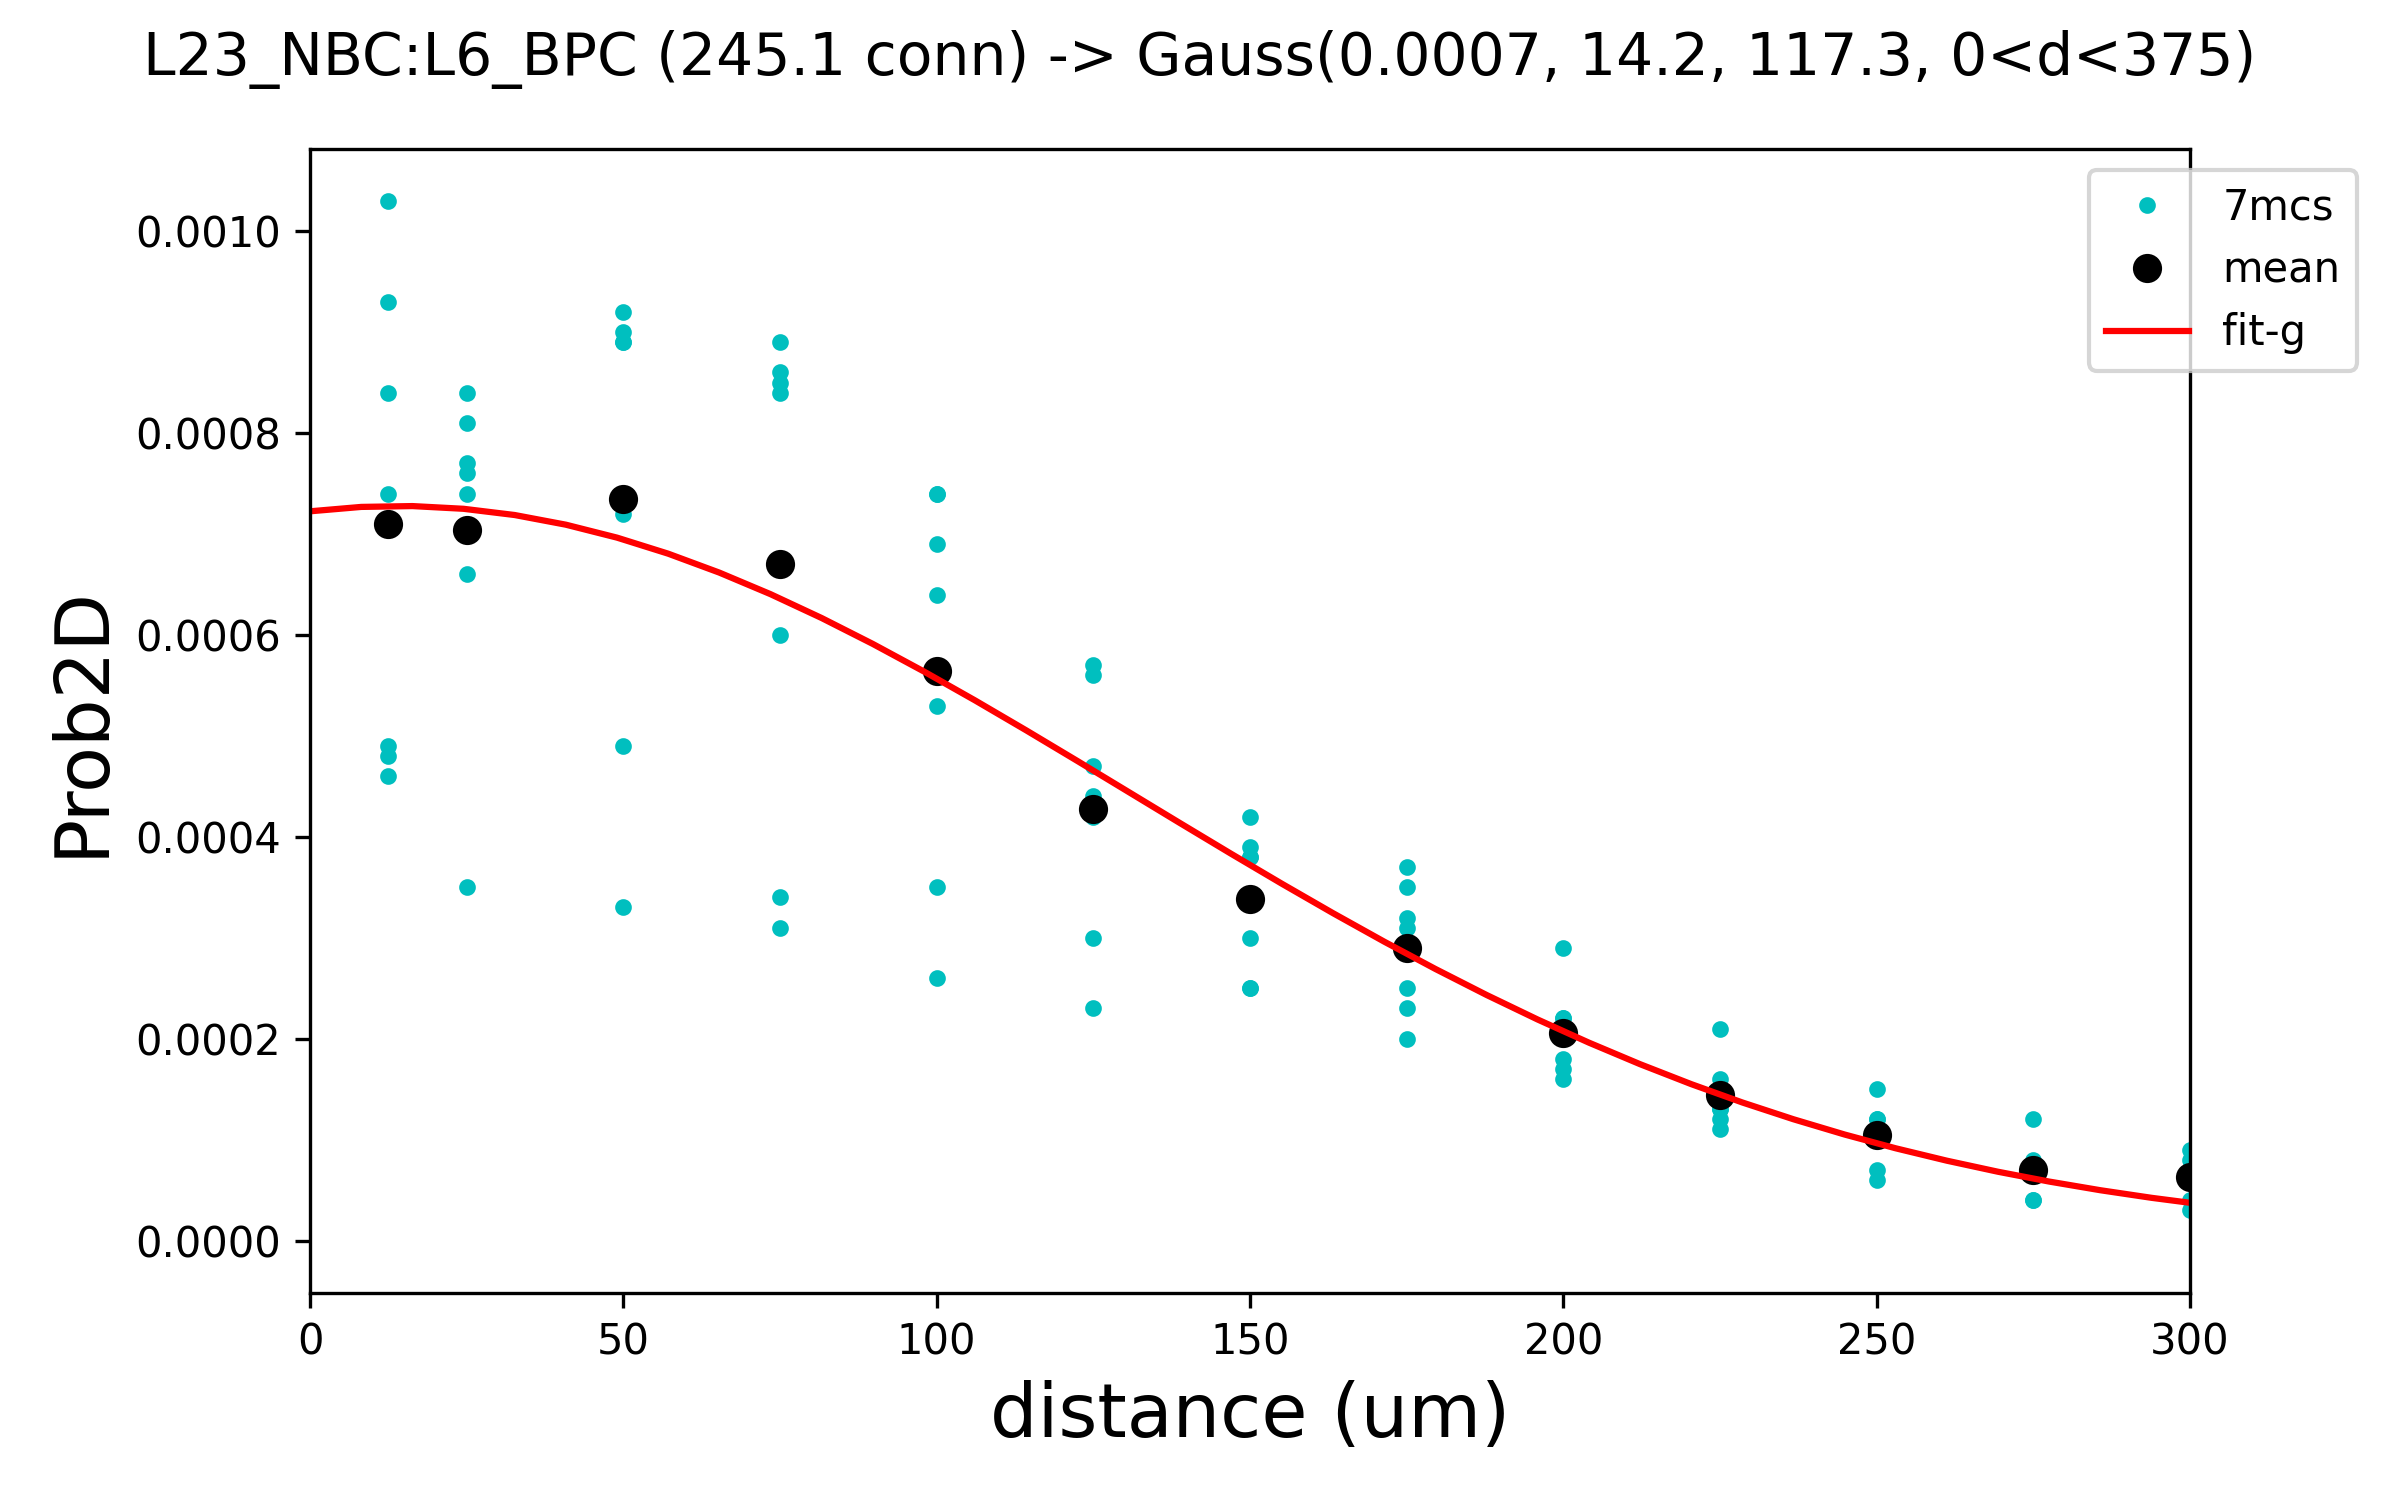 L23_NBC:L6_BPC (245.1 conn) -> Gauss(0.0007, 14.2, 117.3, 0<d<375)
7mcs
mean
fit-g
Prob2D
0.0010
0.0008
0.0006
0.0004
0.0002
0.0000
0 50 100 150 200 250 300
distance (um)